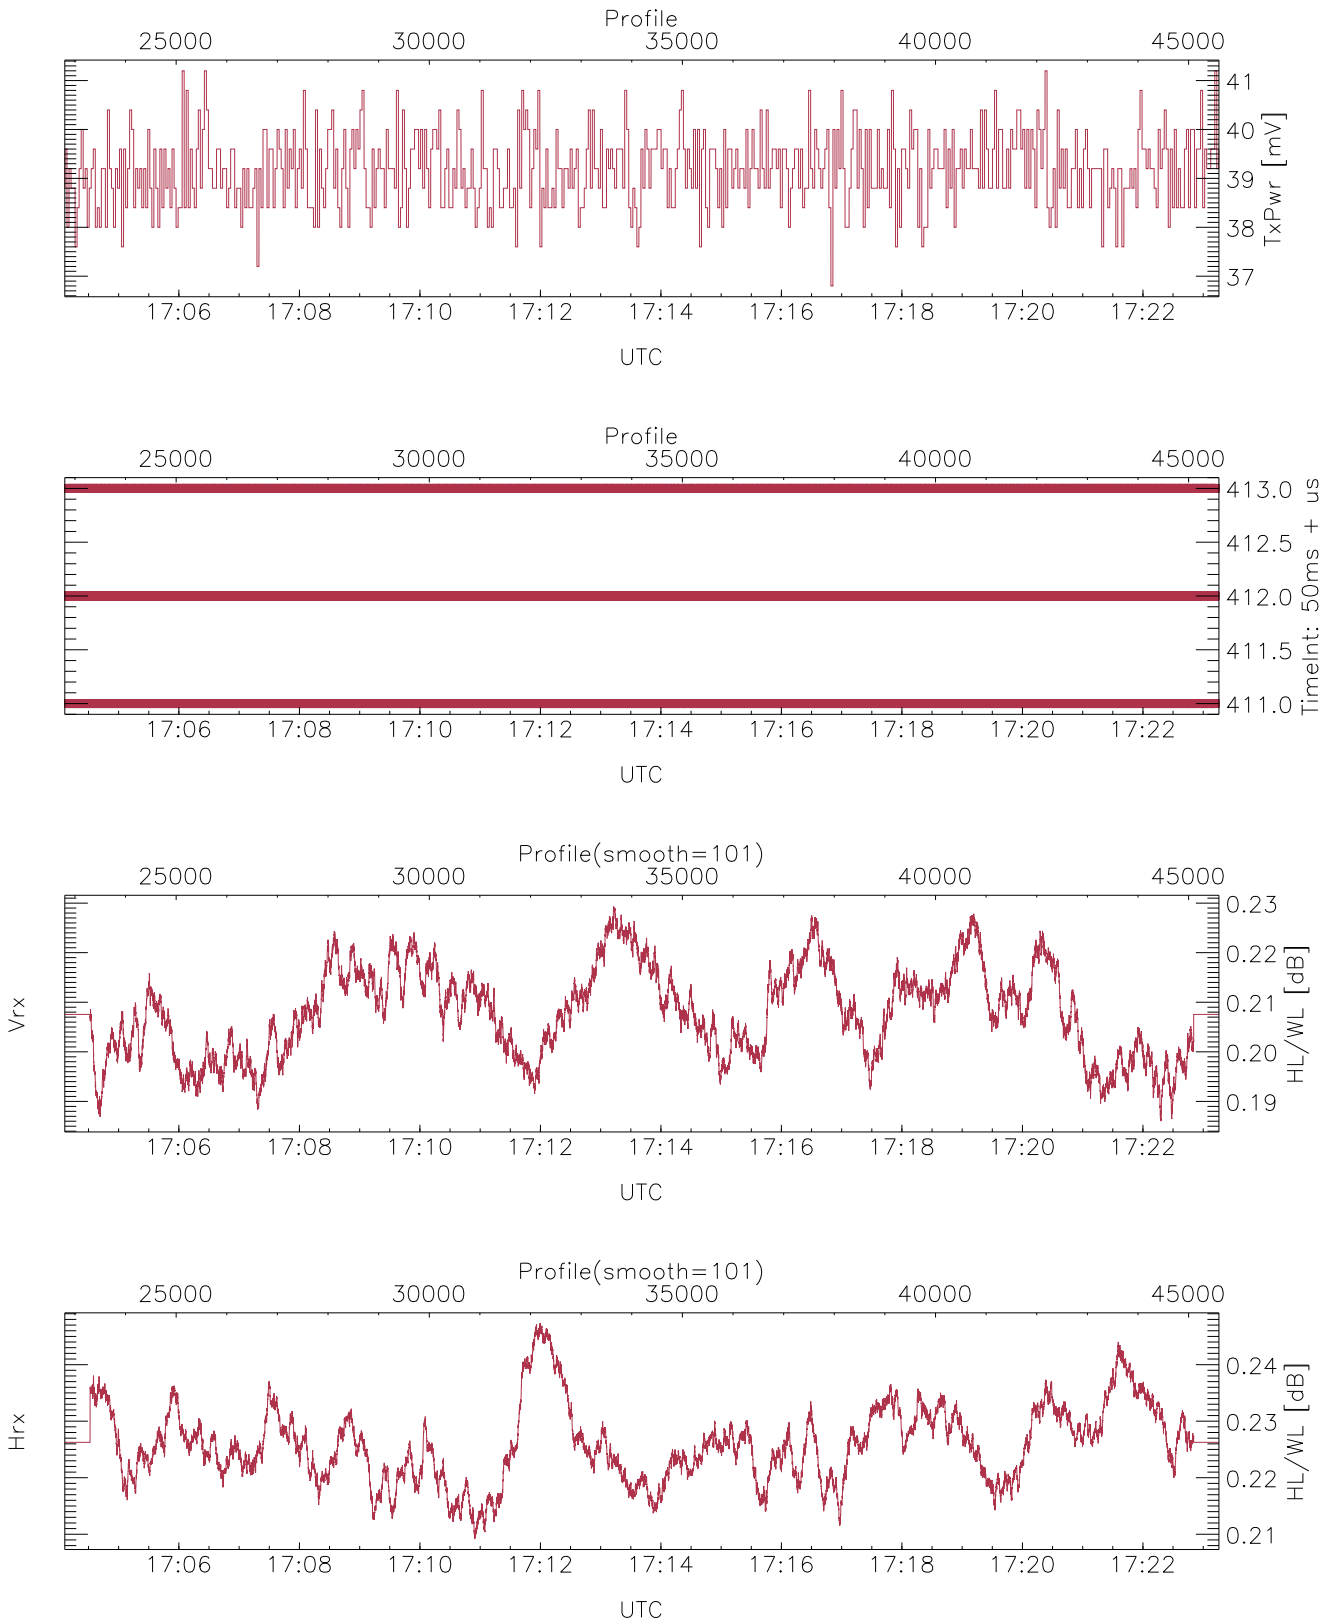 Profile
25000 30000 35000 40000 45000
41
40
39
38
37
TxPwr [mV]
17:06 17:08 17:10 17:12 17:14 17:16 17:18 17:20 17:22
UTC
Profile
25000 30000 35000 40000 45000
413.0
412.5
412.0
411.5
411.0
TimeInt: 50ms + us
17:06 17:08 17:10 17:12 17:14 17:16 17:18 17:20 17:22
UTC
Profile(smooth=101)
25000 30000 35000 40000 45000
Vrx
0.23
0.22
0.21
0.20
0.19
HL/WL [dB]
17:06 17:08 17:10 17:12 17:14 17:16 17:18 17:20 17:22
UTC
Profile(smooth=101)
25000 30000 35000 40000 45000
Hrx
0.24
0.23
0.22
0.21
HL/WL [dB]
17:06 17:08 17:10 17:12 17:14 17:16 17:18 17:20 17:22
UTC